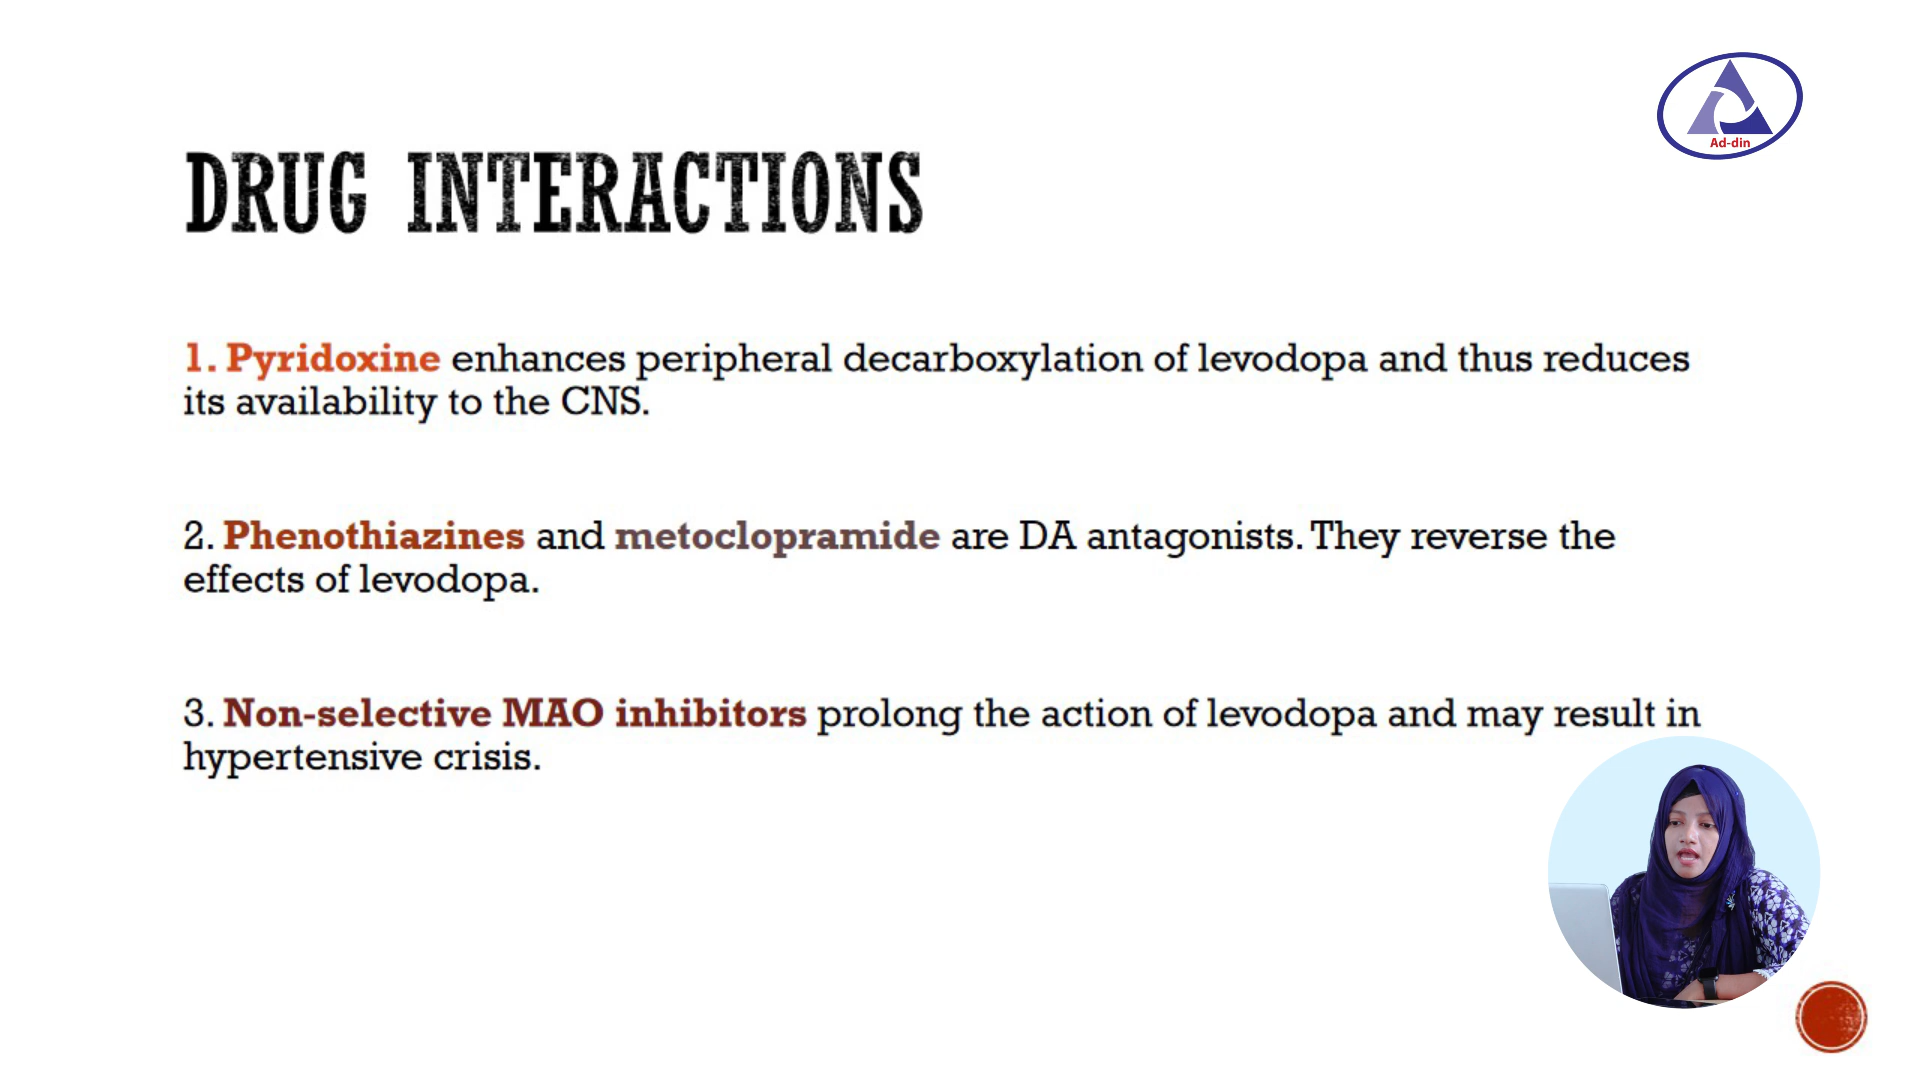 Ad-din
DRUG INTERACTIONS
1. Pyridoxine enhances peripheral decarboxylation of levodopa and thus reduces
its availability to the CNS.
2. Phenothiazines and metoclopramide are DA antagonists. They reverse the
effects of levodopa.
3. Non-selective MAO inhibitors prolong the action of levodopa and may result in
hypertensive crisis.